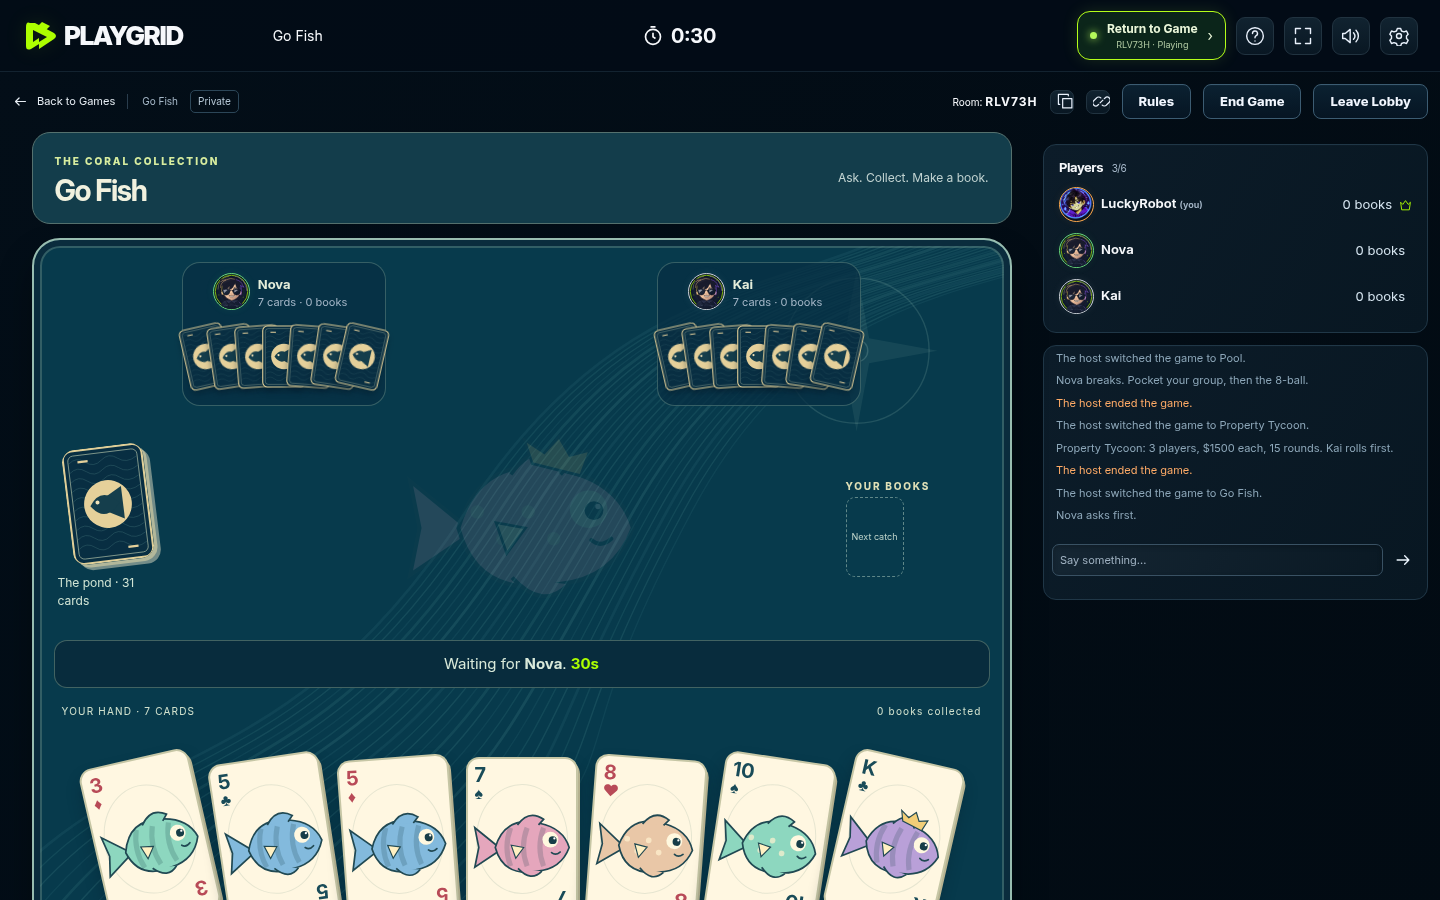 PLAYGRID
Go Fish
0:30
Return to Game
RLV73H · Playing
Back to Games
Go Fish
Private
Room: RLV73H
Rules
End Game
Leave Lobby
THE CORAL COLLECTION
Go Fish
Ask. Collect. Make a book.
Players 3/6
LuckyRobot (you)
0 books
Nova
0 books
Kai
0 books
Nova
7 cards · 0 books
Kai
7 cards · 0 books
The pond · 31
cards
YOUR BOOKS
Next catch
The host switched the game to Pool.
Nova breaks. Pocket your group, then the 8-ball.
The host ended the game.
The host switched the game to Property Tycoon.
Property Tycoon: 3 players, $1500 each, 15 rounds. Kai rolls first.
The host ended the game.
The host switched the game to Go Fish.
Nova asks first.
Say something...
Waiting for Nova. 30s
YOUR HAND · 7 CARDS
0 books collected
3
5
5
7
8
10
K
3
5
5
7
8
10
K